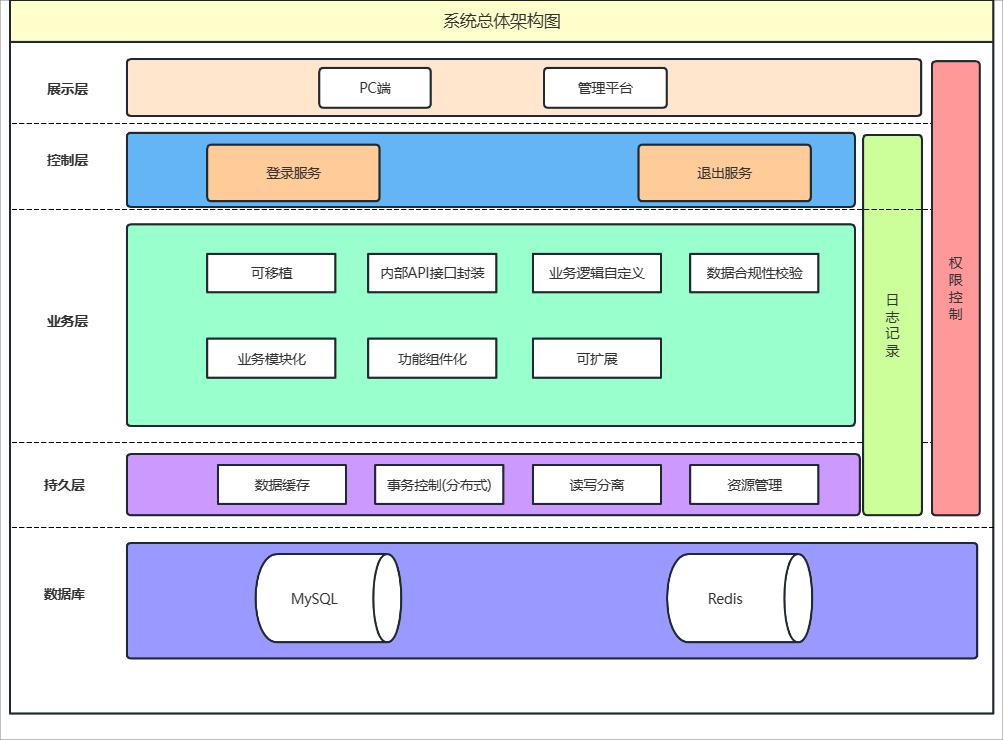 系统总体架构图
展示层
PC端
管理平台
控制层
登录服务
退出服务
业务层
可移植
内部API接口封装
业务逻辑自定义
数据合规性校验
业务模块化
功能组件化
可扩展
持久层
数据缓存
事务控制(分布式)
读写分离
资源管理
日志记录
权限控制
数据库
MySQL
Redis